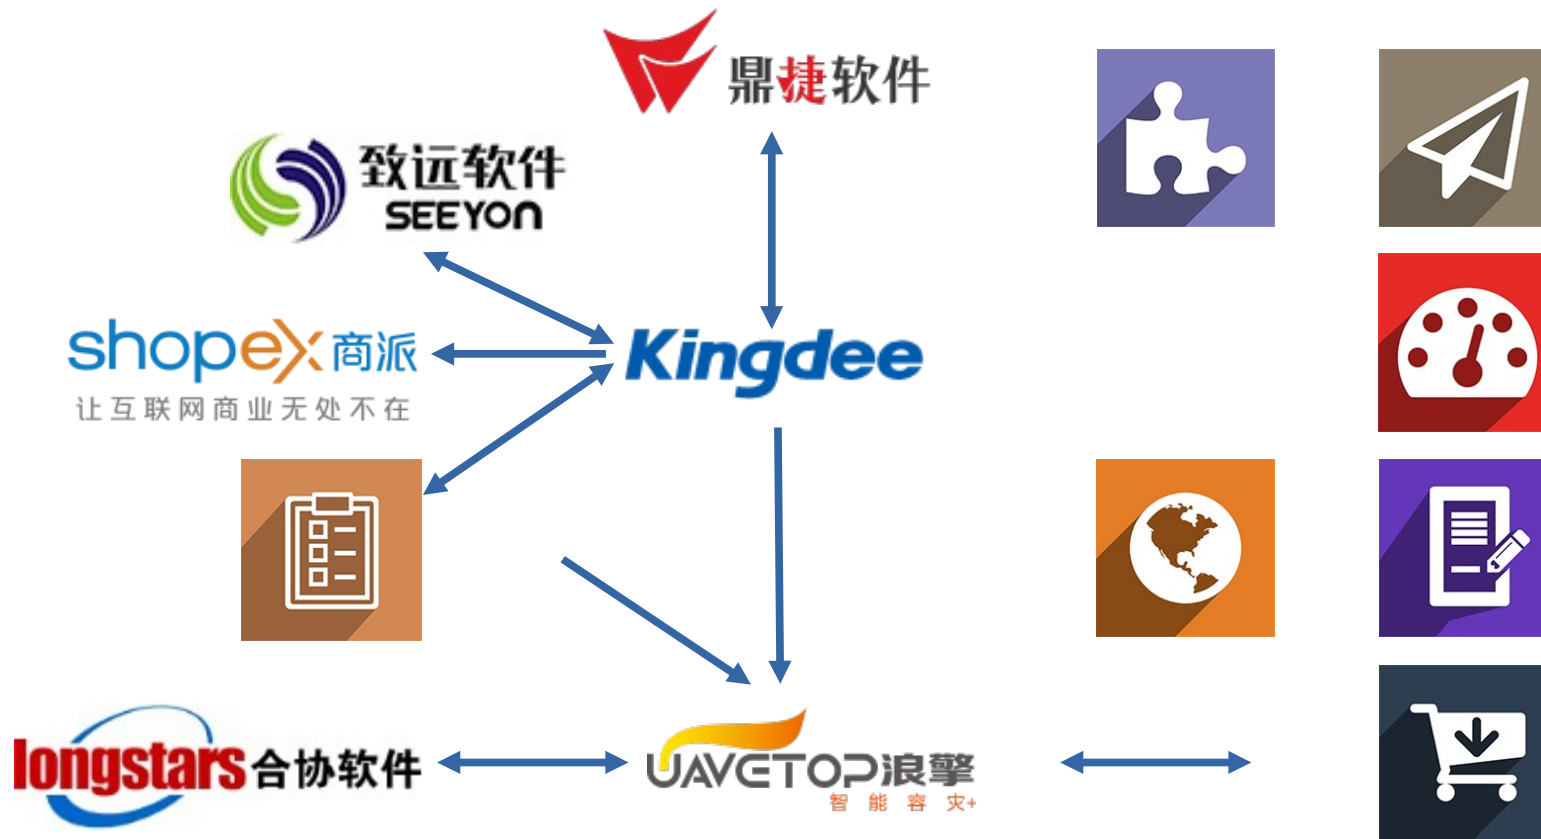 鼎捷软件
致远软件
SEEYON
shopex商派
让互联网商业无处不在
Kingdee
longstars合协软件
UAVETOP浪擎
智能容灾+